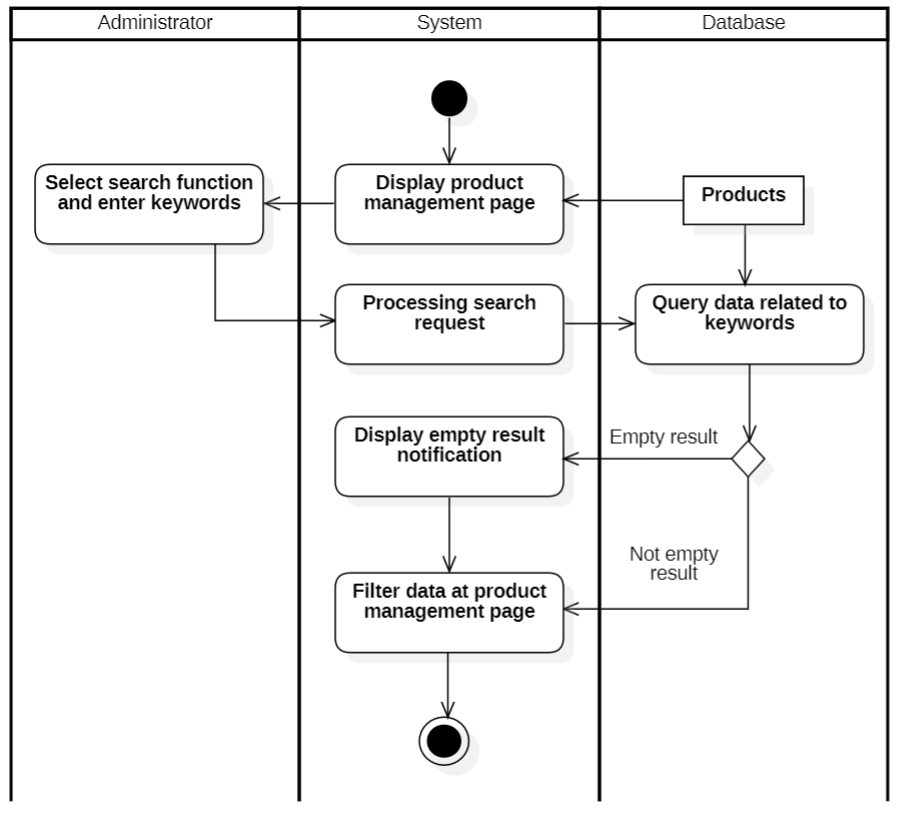 Administrator
System
Database
Select search function
and enter keywords
Display product
management page
Products
Processing search
request
Query data related to
keywords
Display empty result
notification
Empty result
Not empty
result
Filter data at product
management page